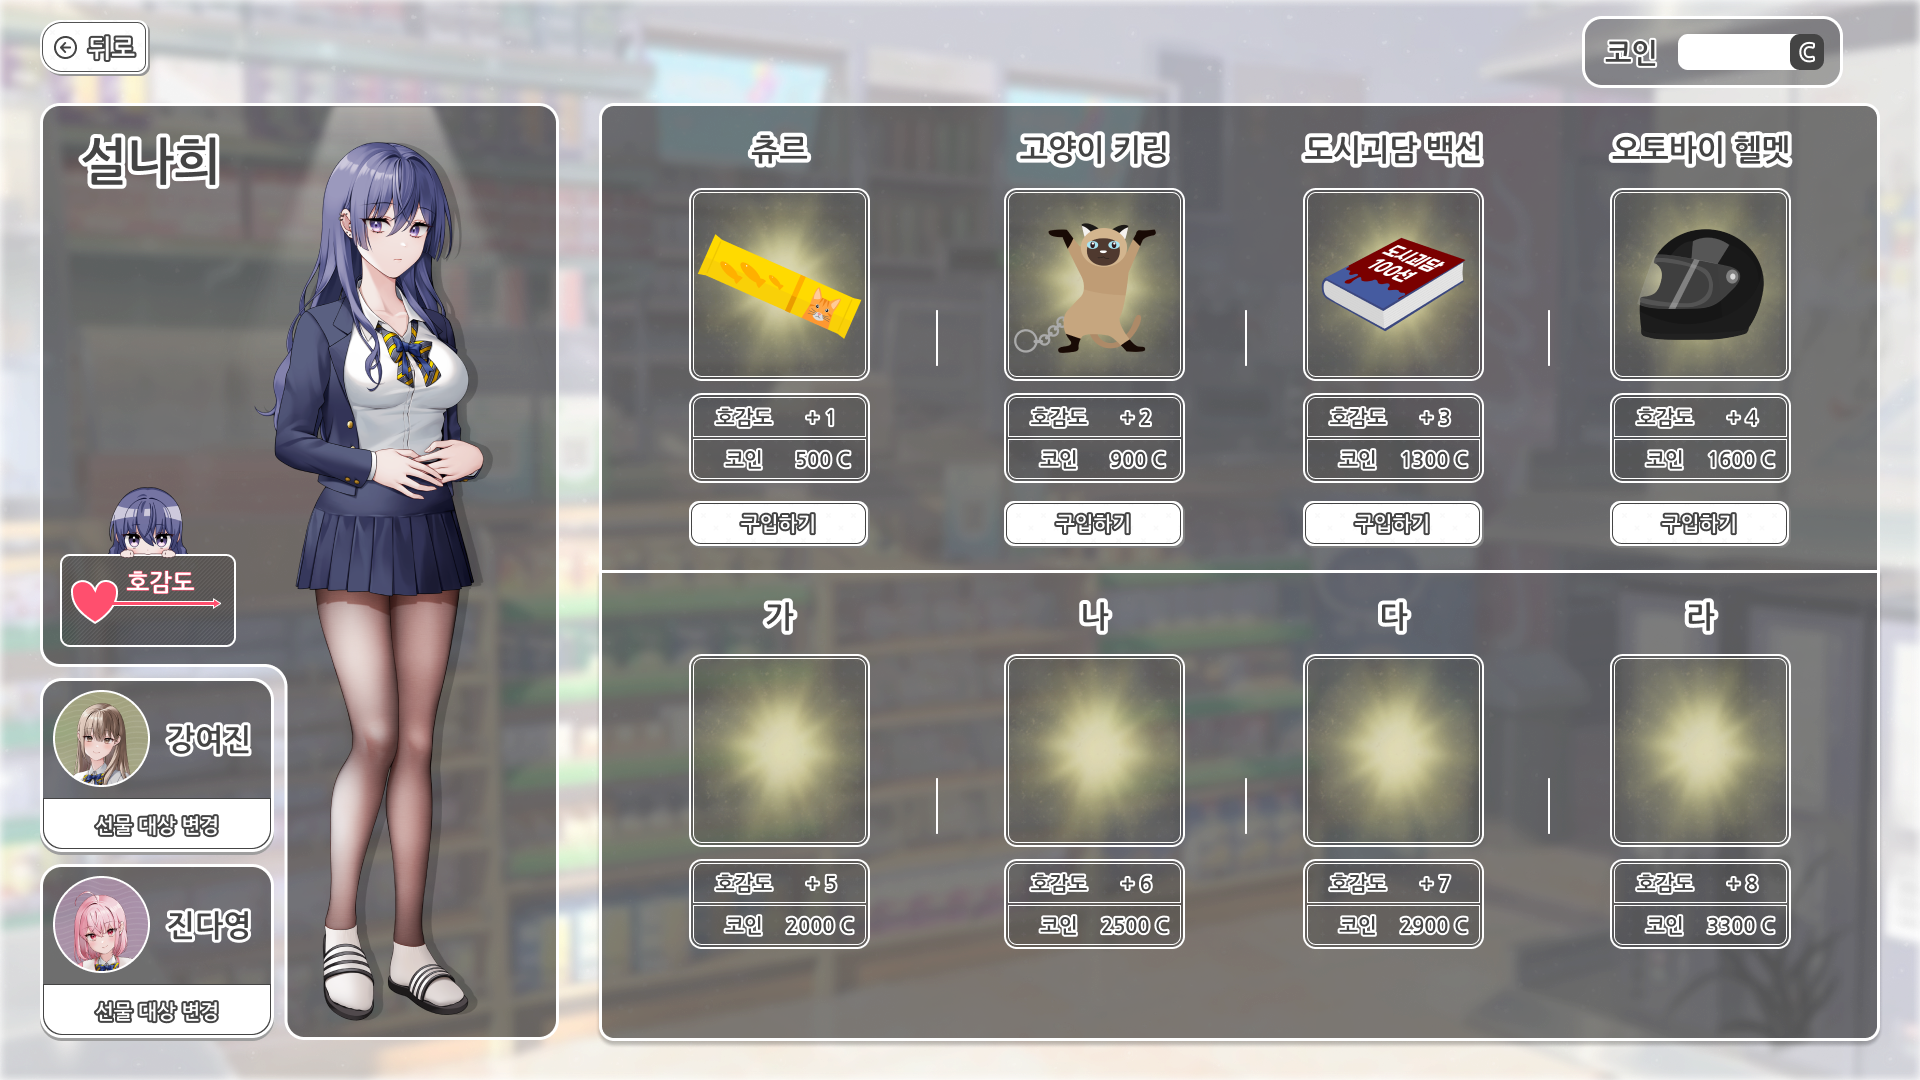 뒤로
코인
C
설나희
호감도
강여진
선물 대상 변경
진다영
선물 대상 변경
츄르
고양이 키링
도시괴담 백선
오토바이 헬멧
도시괴담
100선
호감도 + 1
코인 500 C
호감도 + 2
코인 900 C
호감도 + 3
코인 1300 C
호감도 + 4
코인 1600 C
구입하기
구입하기
구입하기
구입하기
가
나
다
라
호감도 + 5
코인 2000 C
호감도 + 6
코인 2500 C
호감도 + 7
코인 2900 C
호감도 + 8
코인 3300 C